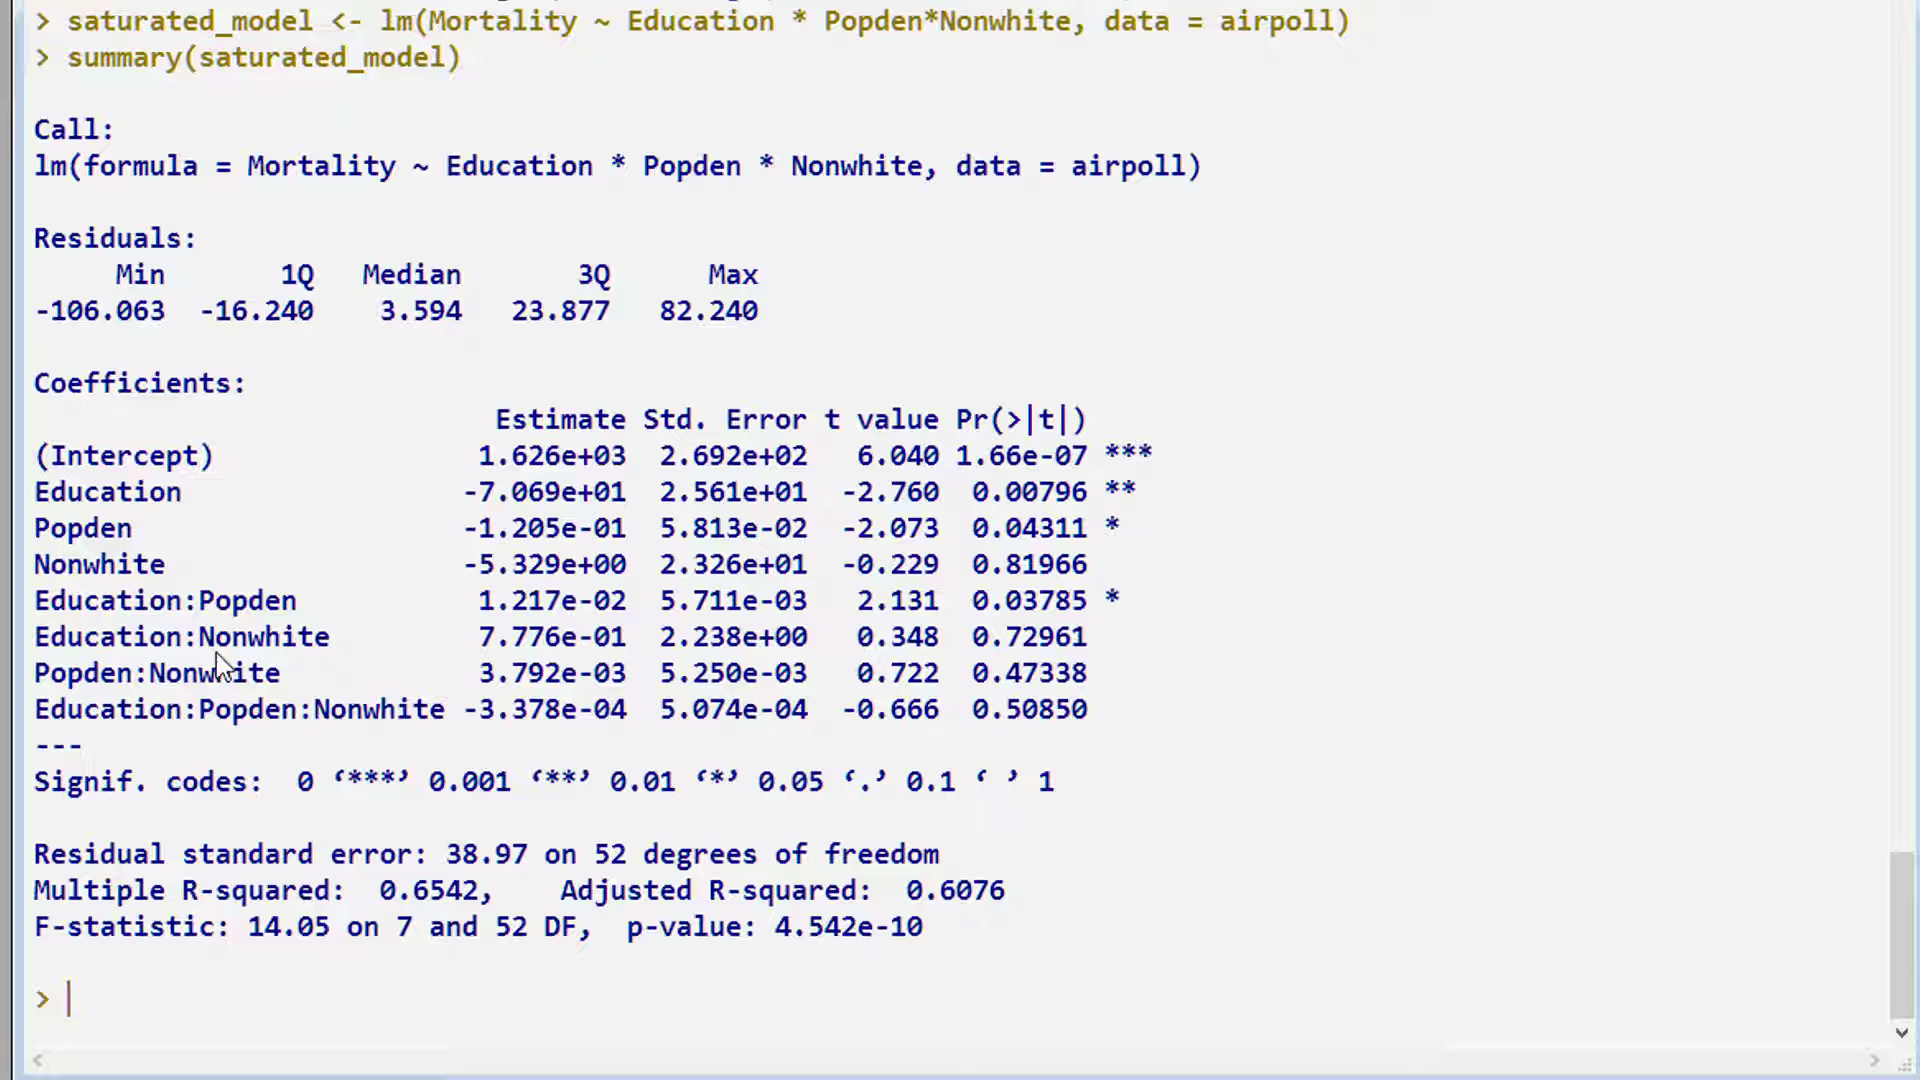 > saturated_model <- lm(Mortality ~ Education * Popden*Nonwhite, data = airpoll)
> summary(saturated_model)
Call:
lm(formula = Mortality ~ Education * Popden * Nonwhite, data = airpoll)
Residuals:
Min 1Q Median 3Q Max
-106.063 -16.240 3.594 23.877 82.240
Coefficients:
Estimate Std. Error t value Pr(>|t|)
(Intercept) 1.626e+03 2.692e+02 6.040 1.66e-07 ***
Education -7.069e+01 2.561e+01 -2.760 0.00796 **
Popden -1.205e-01 5.813e-02 -2.073 0.04311 *
Nonwhite -5.329e+00 2.326e+01 -0.229 0.81966
Education:Popden 1.217e-02 5.711e-03 2.131 0.03785 *
Education:Nonwhite 7.776e-01 2.238e+00 0.348 0.72961
Popden:Nonwhite 3.792e-03 5.250e-03 0.722 0.47338
Education:Popden:Nonwhite -3.378e-04 5.074e-04 -0.666 0.50850
---
Signif. codes: 0 ‘***’ 0.001 ‘**’ 0.01 ‘*’ 0.05 ‘.’ 0.1 ‘ ’ 1
Residual standard error: 38.97 on 52 degrees of freedom
Multiple R-squared: 0.6542, Adjusted R-squared: 0.6076
F-statistic: 14.05 on 7 and 52 DF, p-value: 4.542e-10
>